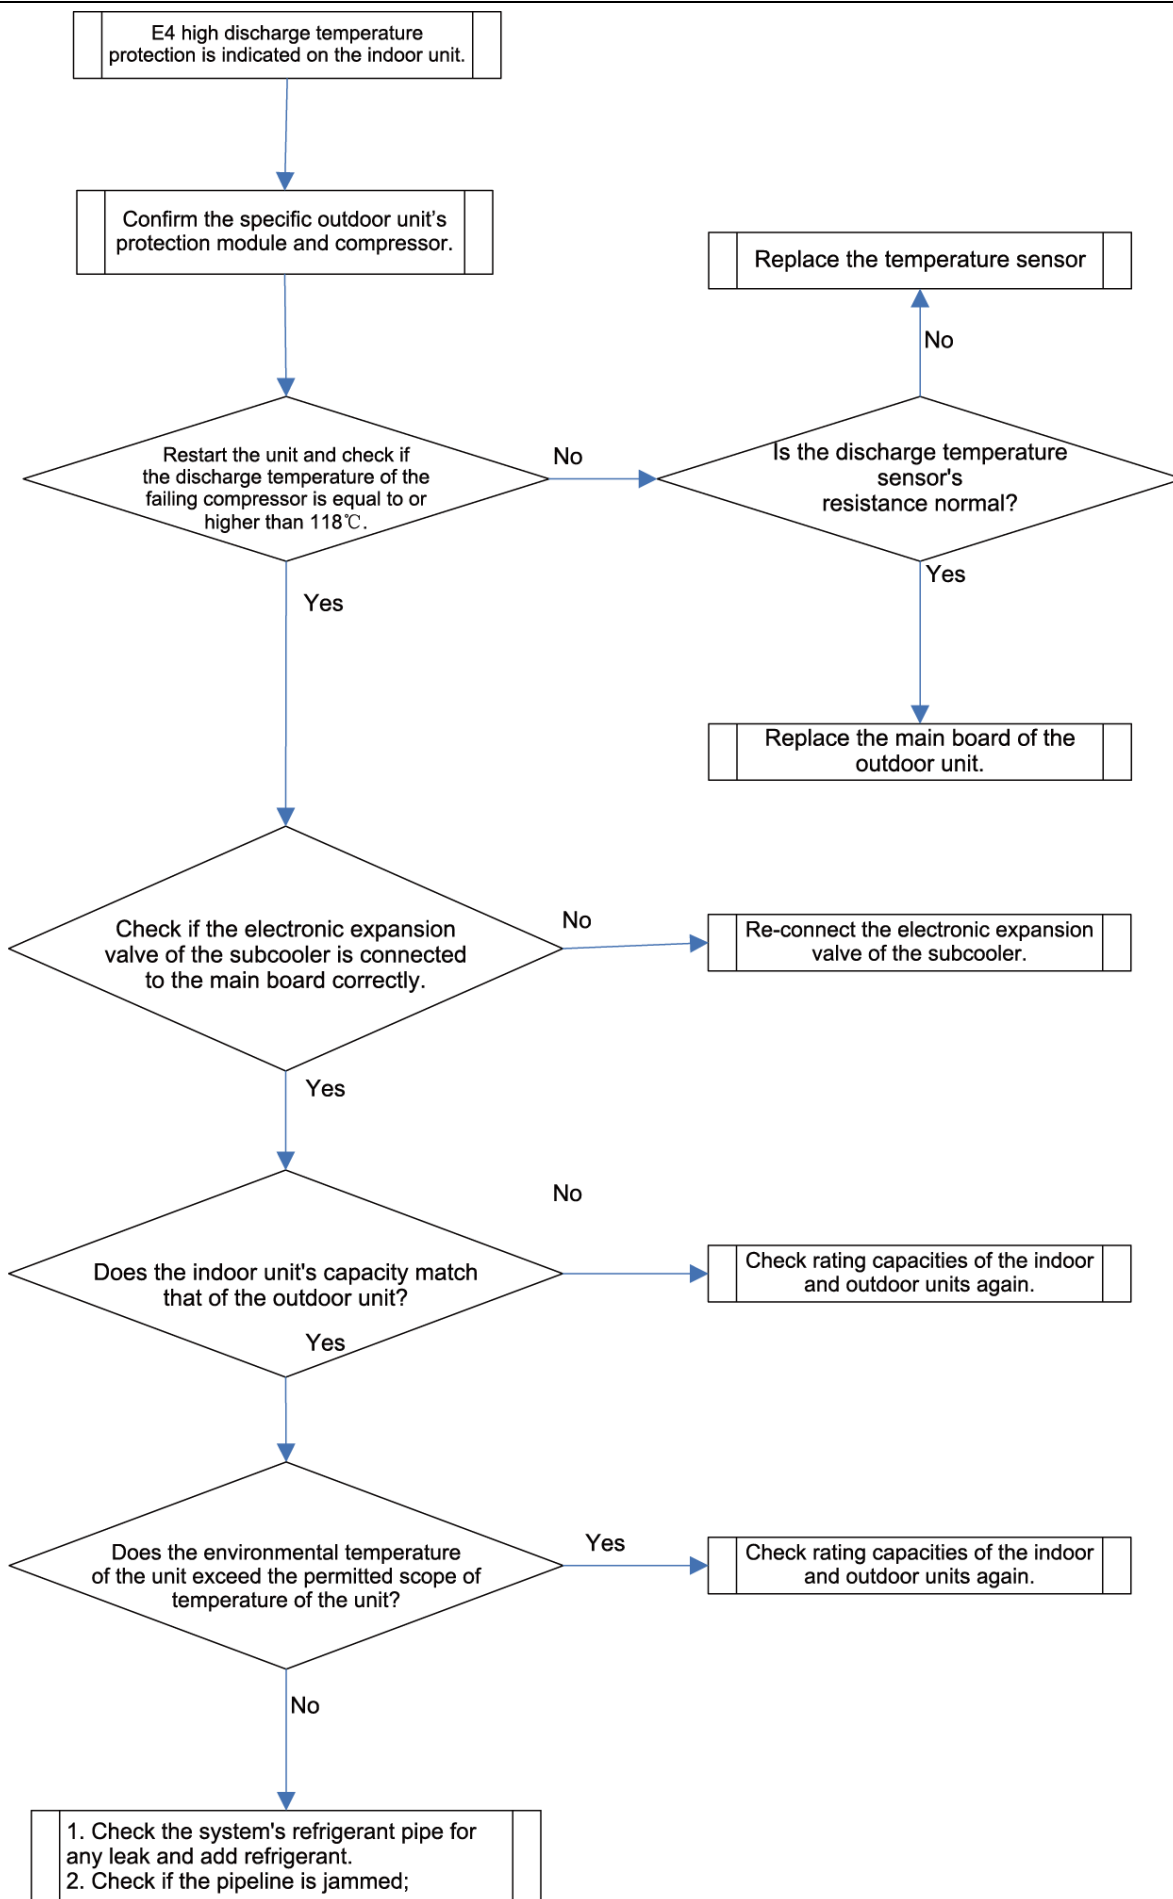 E4 high discharge temperature
protection is indicated on the indoor unit.
Confirm the specific outdoor unit's
protection module and compressor.
Replace the temperature sensor
No
Restart the unit and check if
the discharge temperature of the
failing compressor is equal to or
higher than 118℃.
No
Is the discharge temperature
sensor's
resistance normal?
Yes
Yes
Replace the main board of the
outdoor unit.
Check if the electronic expansion
valve of the subcooler is connected
to the main board correctly.
No
Re-connect the electronic expansion
valve of the subcooler.
Yes
No
Does the indoor unit's capacity match
that of the outdoor unit?
Check rating capacities of the indoor
and outdoor units again.
Yes
Does the environmental temperature
of the unit exceed the permitted scope of
temperature of the unit?
Yes
Check rating capacities of the indoor
and outdoor units again.
No
1. Check the system's refrigerant pipe for
any leak and add refrigerant.
2. Check if the pipeline is jammed;